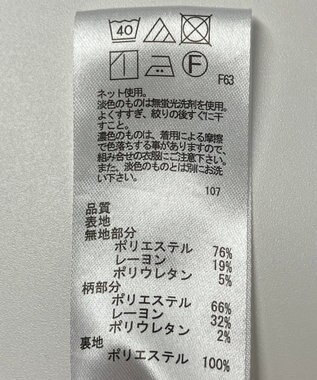 40
F F63
ネット使用。
淡色のものは無蛍光洗剤を使用。
よくすすぎ、絞りの後すぐに干
すこと。
濃色のものは、着用による摩擦
で色落ちする事がありますので、
組み合せの衣服にご注意下さい。
また、淡色のものとは別にお洗
い下さい。
107
品質
表地
無地部分
ポリエステル 76%
レーヨン 19%
ポリウレタン 5%
柄部分
ポリエステル 66%
レーヨン 32%
ポリウレタン 2%
裏地
ポリエステル 100%